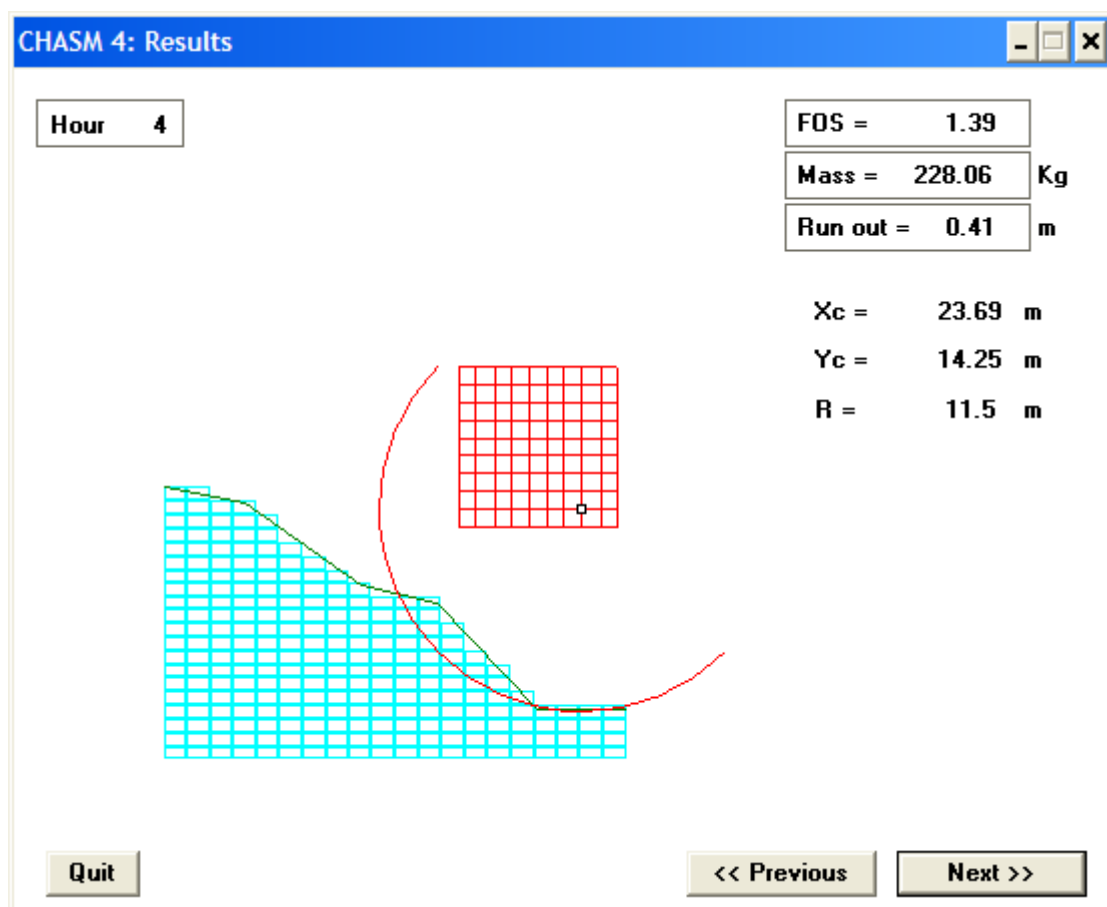 CHASM 4: Results
Hour 4
FOS = 1.39
Mass = 228.06 Kg
Run out = 0.41 m
Xc = 23.69 m
Yc = 14.25 m
R = 11.5 m
Quit
<< Previous
Next >>